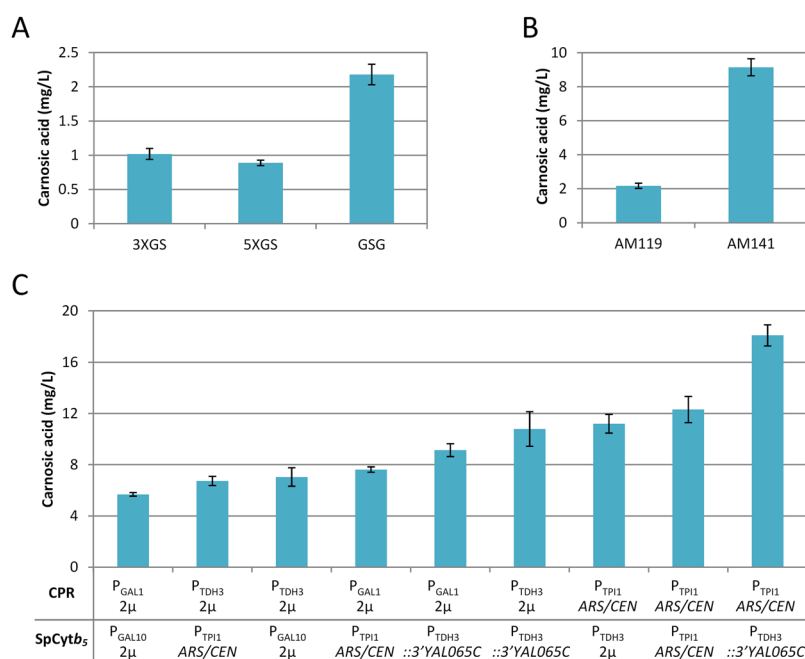 A
Carnosic acid (mg/L)
2.5
2
1.5
1
0.5
0
3XGS 5XGS GSG
B
Carnosic acid (mg/L)
10
8
6
4
2
0
AM119 AM141
C
Carnosic acid (mg/L)
20
16
12
8
4
0
CPR
PGAL1 PTDH3 PTDH3 PGAL1 PGAL1 PTDH3 PTPI1 PTPI1 PTPI1
2μ 2μ 2μ 2μ 2μ 2μ ARS/CEN ARS/CEN ARS/CEN
SpCytb5
PGAL10 PTPI1 PGAL10 PTPI1 PTDH3 PTDH3 PTDH3 PTPI1 PTDH3
2μ ARS/CEN 2μ ARS/CEN ::3'YAL065C ::3'YAL065C 2μ ARS/CEN ::3'YAL065C